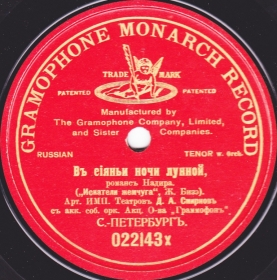 GRAMOPHONE MONARCH RECORD
TRADE MARK
PATENTED PATENTED
Manufactured by
The Gramophone Company, Limited,
and Sister Companies.
RUSSIAN TENOR w. orch.
Въ сіяньи ночи лунной,
романсъ Надира.
(„Искатели жемчуга“, Ж. Бизэ).
Арт. ИМП. Театровъ Д. А. Смирновъ
съ акк. соб. орк. Акц. О-ва „Граммофонъ“
С.-ПЕТЕРБУРГЪ.
022143x